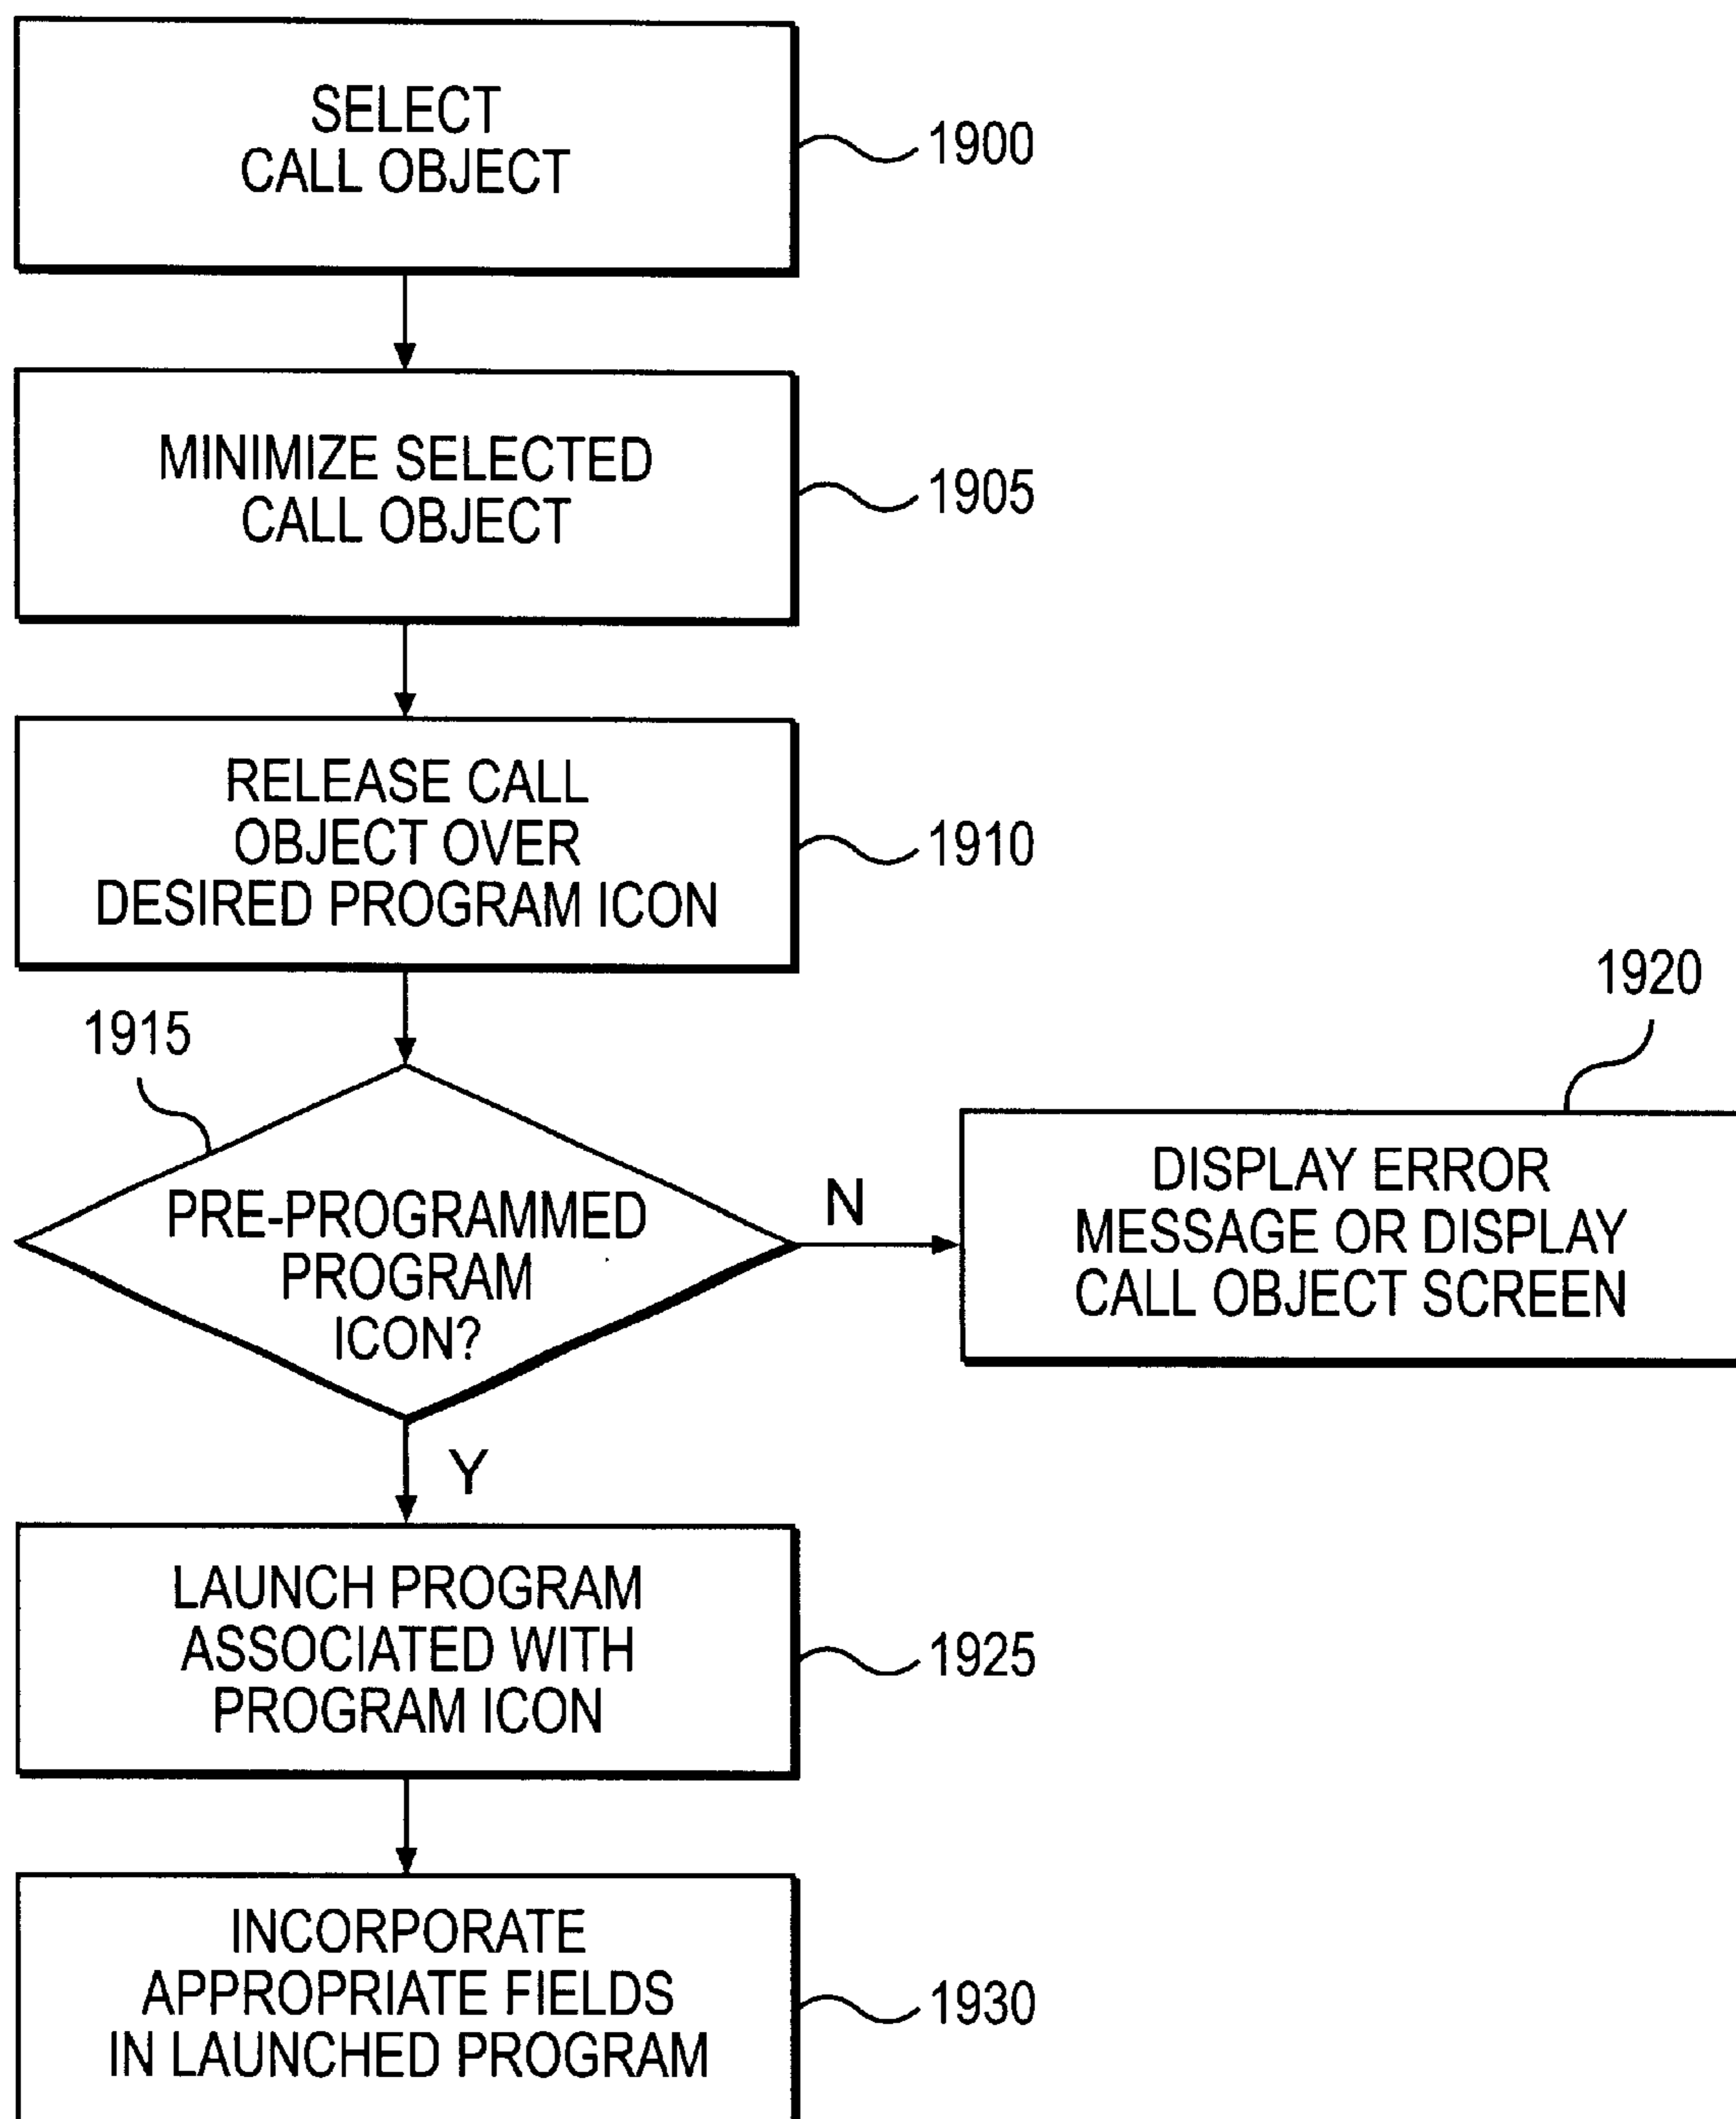 SELECT
CALL OBJECT
1900
MINIMIZE SELECTED
CALL OBJECT
1905
RELEASE CALL
OBJECT OVER
DESIRED PROGRAM ICON
1910
1915
PRE-PROGRAMMED
PROGRAM
ICON?
N
1920
DISPLAY ERROR
MESSAGE OR DISPLAY
CALL OBJECT SCREEN
Y
LAUNCH PROGRAM
ASSOCIATED WITH
PROGRAM ICON
1925
INCORPORATE
APPROPRIATE FIELDS
IN LAUNCHED PROGRAM
1930